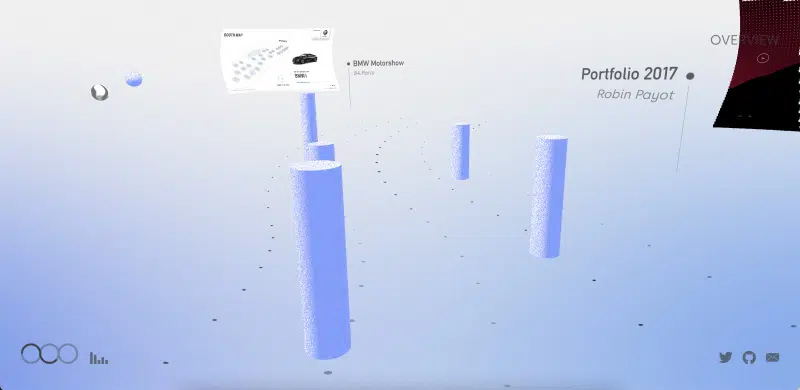 OVERVIEW
BOOTH MAP
BMW Motorshow
Portfolio 2017
Robin Payot